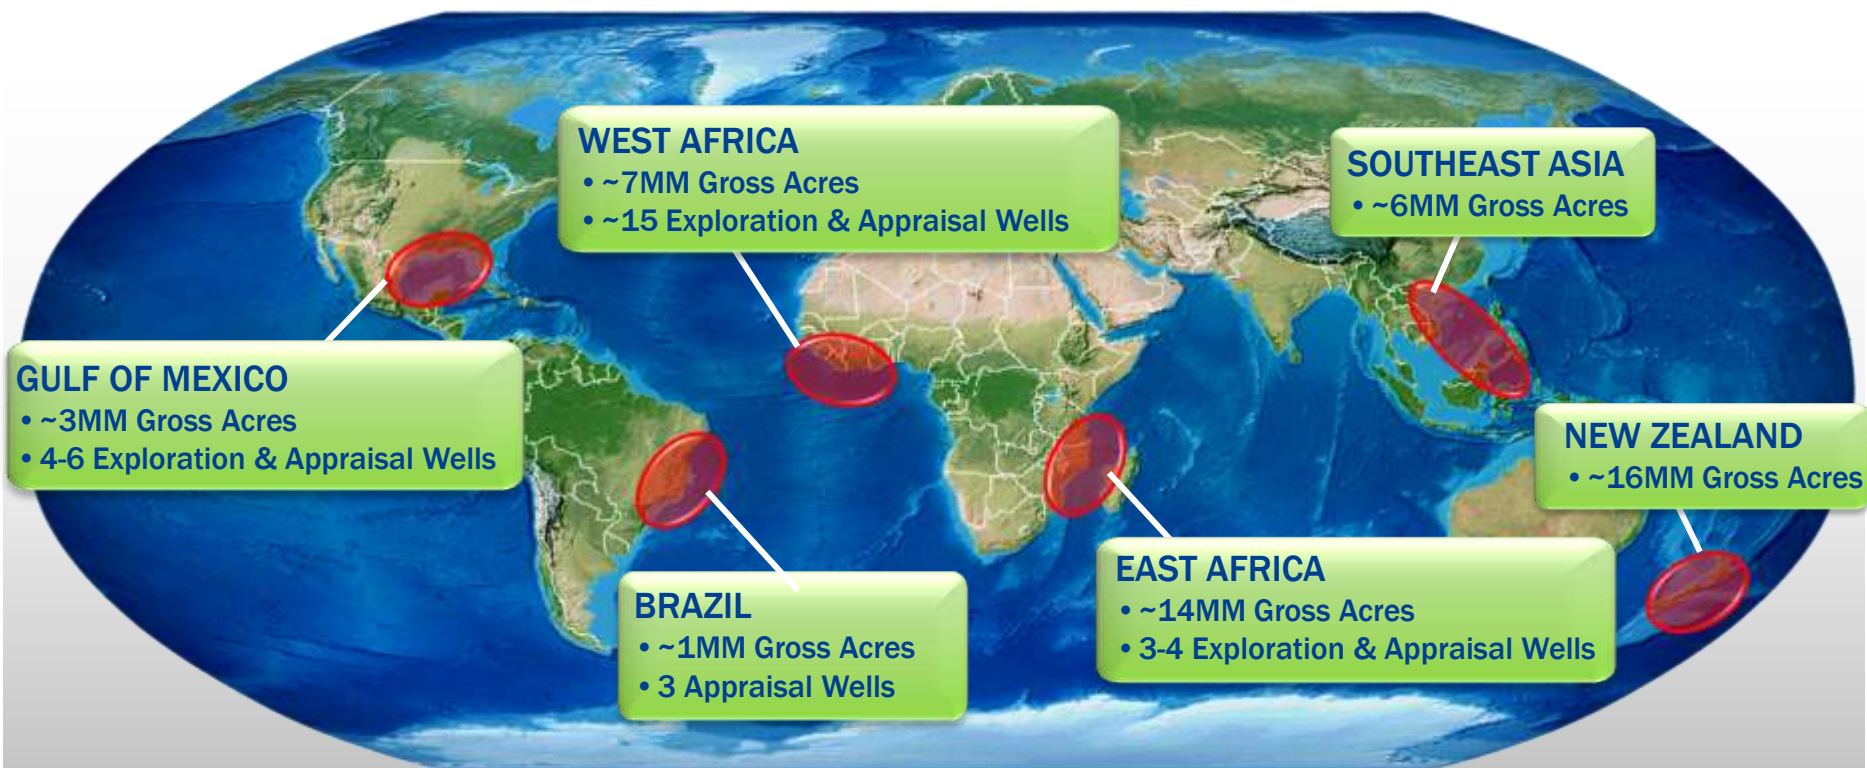 WEST AFRICA
• ~7MM Gross Acres
• ~15 Exploration & Appraisal Wells
SOUTHEAST ASIA
• ~6MM Gross Acres
GULF OF MEXICO
• ~3MM Gross Acres
• 4-6 Exploration & Appraisal Wells
NEW ZEALAND
• ~16MM Gross Acres
EAST AFRICA
• ~14MM Gross Acres
• 3-4 Exploration & Appraisal Wells
BRAZIL
• ~1MM Gross Acres
• 3 Appraisal Wells